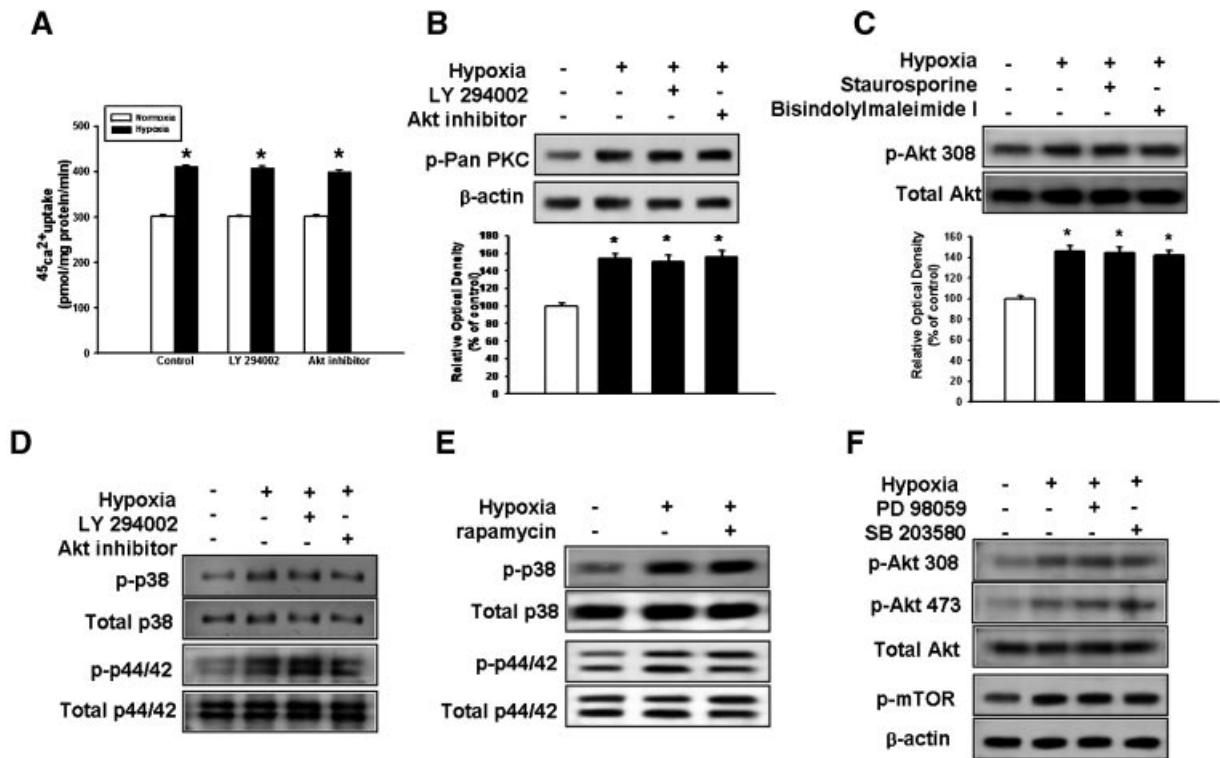 A
Normoxia
Hypoxia
500
400
300
200
100
0
45ca2+uptake
(pmol/mg protein/min)
* * *
Control LY 294002 Akt inhibitor
B
Hypoxia - + + +
LY 294002 - - + -
Akt inhibitor - - - +
p-Pan PKC
β-actin
Relative Optical Density
(% of control)
180
160
140
120
100
80
60
40
20
0
* * *
C
Hypoxia - + + +
Staurosporine - - + -
Bisindolylmaleimide I - - - +
p-Akt 308
Total Akt
Relative Optical Density
(% of control)
160
140
120
100
80
60
40
20
0
* * *
D
Hypoxia - + + +
LY 294002 - - + -
Akt inhibitor - - - +
p-p38
Total p38
p-p44/42
Total p44/42
E
Hypoxia - + +
rapamycin - - +
p-p38
Total p38
p-p44/42
Total p44/42
F
Hypoxia - + + +
PD 98059 - - + -
SB 203580 - - - +
p-Akt 308
p-Akt 473
Total Akt
p-mTOR
β-actin